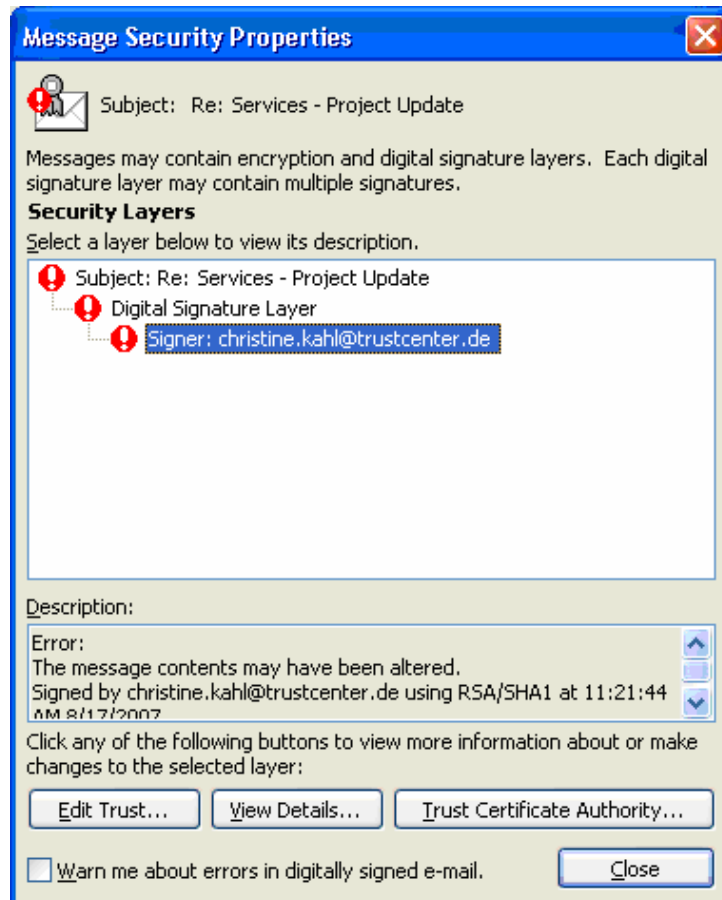 Message Security Properties
Subject: Re: Services - Project Update
Messages may contain encryption and digital signature layers. Each digital
signature layer may contain multiple signatures.
Security Layers
Select a layer below to view its description.
Subject: Re: Services - Project Update
Digital Signature Layer
Signer: christine.kahl@trustcenter.de
Description:
Error:
The message contents may have been altered.
Signed by christine.kahl@trustcenter.de using RSA/SHA1 at 11:21:44
AM 8/17/2007
Click any of the following buttons to view more information about or make
changes to the selected layer:
Edit Trust... View Details... Trust Certificate Authority...
Warn me about errors in digitally signed e-mail. Close